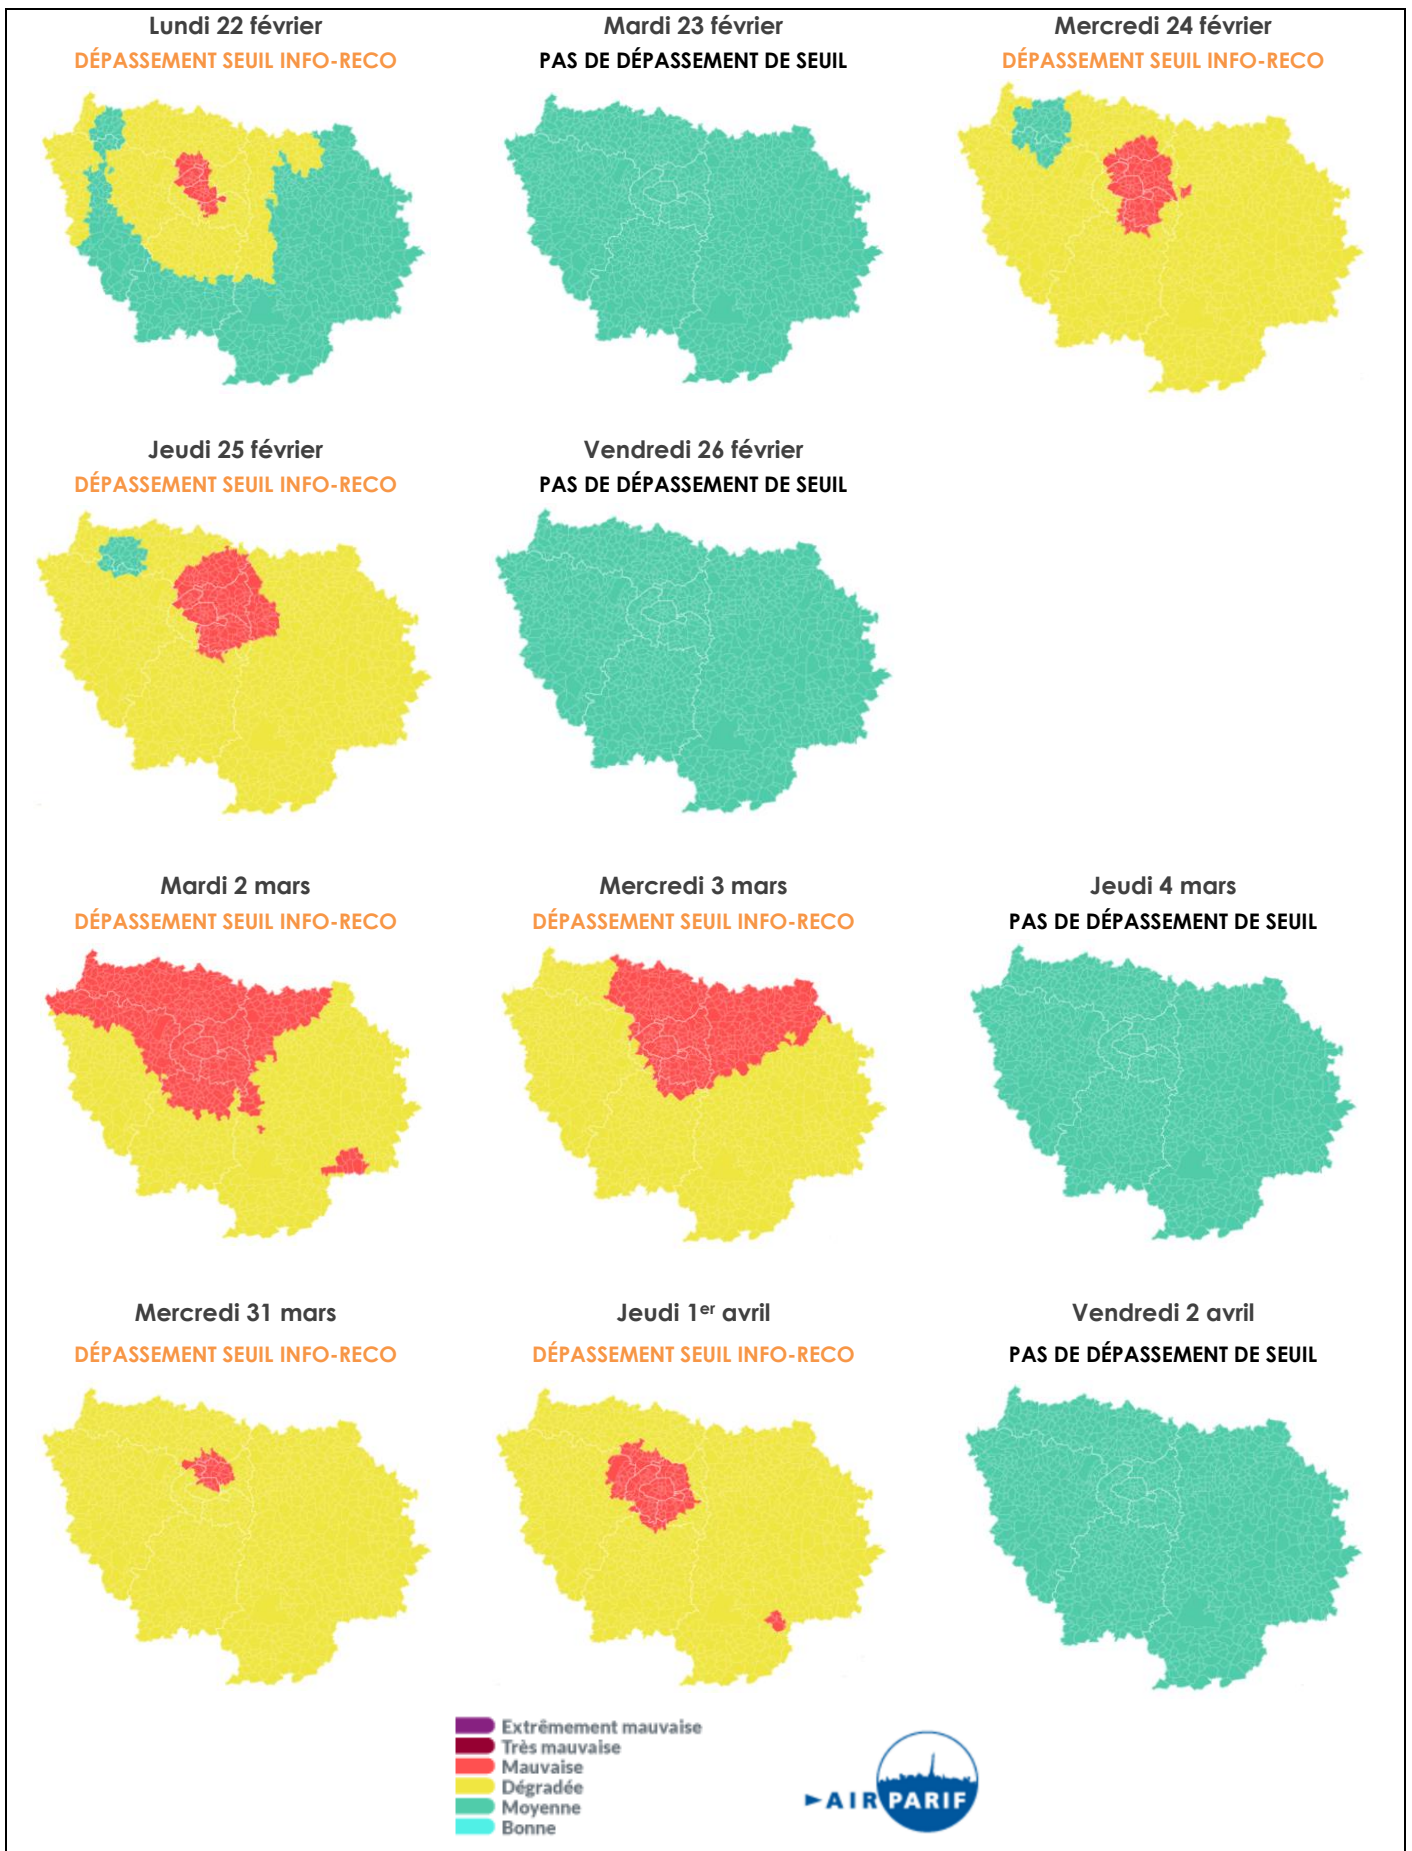 Lundi 22 février
DÉPASSEMENT SEUIL INFO-RECO
Mardi 23 février
PAS DE DÉPASSEMENT DE SEUIL
Mercredi 24 février
DÉPASSEMENT SEUIL INFO-RECO
Jeudi 25 février
DÉPASSEMENT SEUIL INFO-RECO
Vendredi 26 février
PAS DE DÉPASSEMENT DE SEUIL
Mardi 2 mars
DÉPASSEMENT SEUIL INFO-RECO
Mercredi 3 mars
DÉPASSEMENT SEUIL INFO-RECO
Jeudi 4 mars
PAS DE DÉPASSEMENT DE SEUIL
Mercredi 31 mars
DÉPASSEMENT SEUIL INFO-RECO
Jeudi 1er avril
DÉPASSEMENT SEUIL INFO-RECO
Vendredi 2 avril
PAS DE DÉPASSEMENT DE SEUIL
Extrêmement mauvaise
Très mauvaise
Mauvaise
Dégradée
Moyenne
Bonne
AIRPARIF